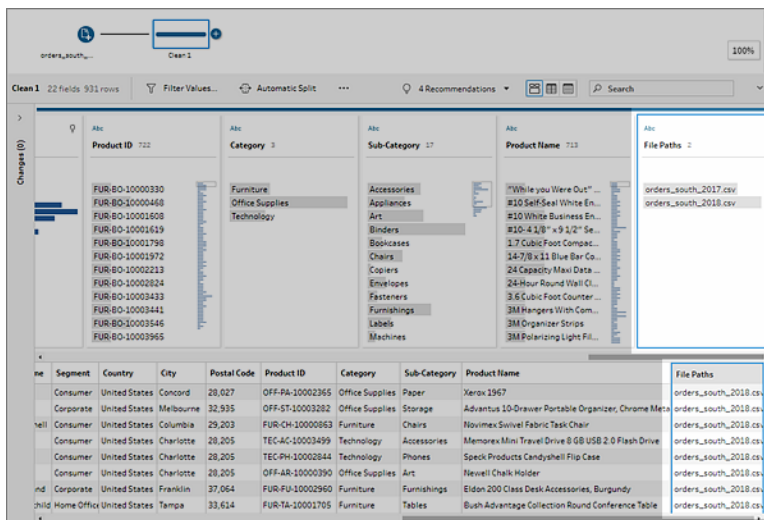 orders_south_...
Clean 1
100%
Clean 1 22 fields 931 rows Filter Values... Automatic Split ... 4 Recommendations Search
Changes (0)
Abc Abc Abc Abc Abc
Product ID 722 Category 3 Sub-Category 17 Product Name 713 File Paths 2
FUR-BO-10000330 Furniture Accessories "While you Were Out" ... orders_south_2017.csv
FUR-BO-10000468 Office Supplies Appliances #10 Self-Seal White En... orders_south_2018.csv
FUR-BO-10001608 Technology Art #10 White Business En...
FUR-BO-10001619 Binders #10- 4 1/8" x 9 1/2" Se...
FUR-BO-10001798 Bookcases 1.7 Cubic Foot Compac...
FUR-BO-10001972 Chairs 14-7/8 x 11 Blue Bar Co...
FUR-BO-10002213 Copiers 24 Capacity Maxi Data ...
FUR-BO-10002824 Envelopes 24-Hour Round Wall Cl...
FUR-BO-10003433 Fasteners 3.6 Cubic Foot Counter ...
FUR-BO-10003441 Furnishings 3M Hangers With Com...
FUR-BO-10003546 Labels 3M Organizer Strips
FUR-BO-10003965 Machines 3M Polarizing Light Fil...
me Segment Country City Postal Code Product ID Category Sub-Category Product Name File Paths
Consumer United States Concord 28,027 OFF-PA-10002365 Office Supplies Paper Xerox 1967 orders_south_2018.csv
Corporate United States Melbourne 32,935 OFF-ST-10003282 Office Supplies Storage Advantus 10-Drawer Portable Organizer, Chrome Meta orders_south_2018.csv
nell Consumer United States Columbia 29,203 FUR-CH-10000863 Furniture Chairs Novimex Swivel Fabric Task Chair orders_south_2018.csv
Consumer United States Charlotte 28,205 TEC-AC-10003499 Technology Accessories Memorex Mini Travel Drive 8 GB USB 2.0 Flash Drive orders_south_2018.csv
Consumer United States Charlotte 28,205 TEC-PH-10002844 Technology Phones Speck Products Candyshell Flip Case orders_south_2018.csv
Consumer United States Charlotte 28,205 OFF-AR-10000390 Office Supplies Art Newell Chalk Holder orders_south_2018.csv
nd Corporate United States Franklin 37,064 FUR-FU-10002960 Furniture Furnishings Eldon 200 Class Desk Accessories, Burgundy orders_south_2018.csv
child Home Office United States Tampa 33,614 FUR-TA-10001705 Furniture Tables Bush Advantage Collection Round Conference Table orders_south_2018.csv